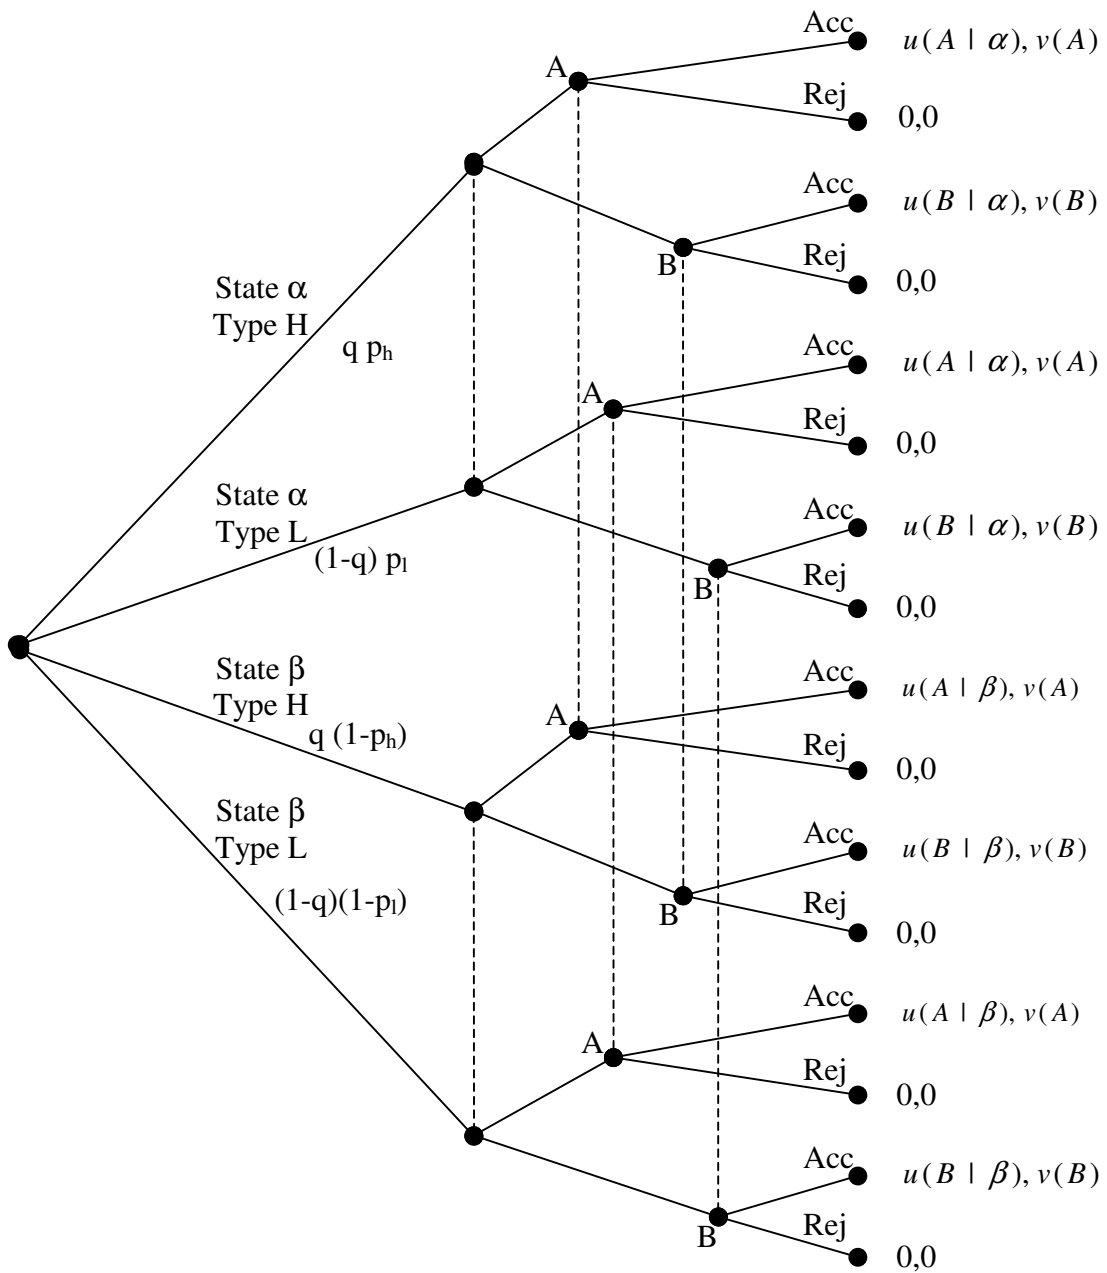 Acc
u(A | α), v(A)
A
Rej
0,0
Acc
u(B | α), v(B)
B
Rej
0,0
State α
Type H
q pₕ
Acc
u(A | α), v(A)
A
Rej
0,0
State α
Type L
(1-q) pₗ
Acc
u(B | α), v(B)
B
Rej
0,0
State β
Type H
q (1-pₕ)
Acc
u(A | β), v(A)
A
Rej
0,0
State β
Type L
(1-q)(1-pₗ)
Acc
u(B | β), v(B)
B
Rej
0,0
Acc
u(A | β), v(A)
A
Rej
0,0
Acc
u(B | β), v(B)
B
Rej
0,0